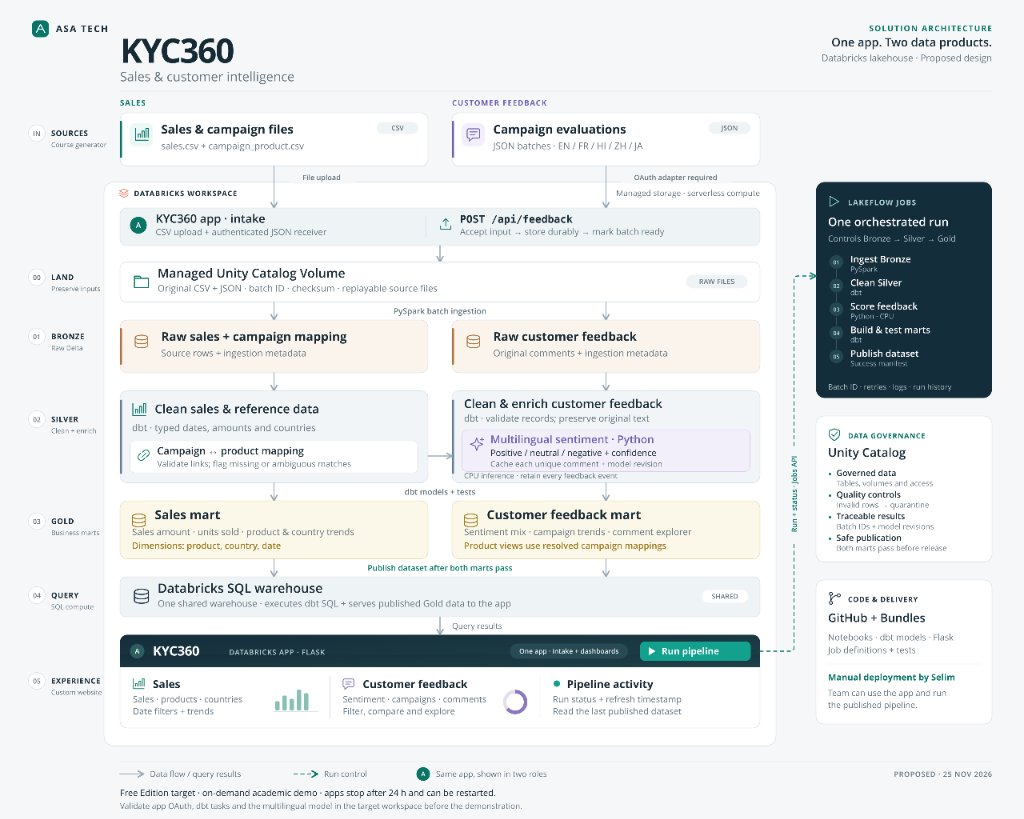 ASA TECH
KYC360
Sales & customer intelligence
SOLUTION ARCHITECTURE
One app. Two data products.
Databricks lakehouse · Proposed design
SALES
CUSTOMER FEEDBACK
IN
SOURCES
Course generator
Sales & campaign files
sales.csv + campaign_product.csv
CSV
Campaign evaluations
JSON batches · EN / FR / HI / ZH / JA
JSON
File upload
OAuth adapter required
DATABRICKS WORKSPACE
Managed storage · serverless compute
A
KYC360 app · intake
CSV upload + authenticated JSON receiver
POST /api/feedback
Accept input → store durably → mark batch ready
00
LAND
Preserve inputs
Managed Unity Catalog Volume
Original CSV + JSON · batch ID · checksum · replayable source files
RAW FILES
PySpark batch ingestion
01
BRONZE
Raw Delta
Raw sales + campaign mapping
Source rows + ingestion metadata
Raw customer feedback
Original comments + ingestion metadata
02
SILVER
Clean + enrich
Clean sales & reference data
dbt · typed dates, amounts and countries
Campaign ↔ product mapping
Validate links; flag missing or ambiguous matches
Clean & enrich customer feedback
dbt · validate records; preserve original text
Multilingual sentiment · Python
Positive / neutral / negative + confidence
Cache each unique comment + model revision
CPU inference · retain every feedback event
dbt models + tests
03
GOLD
Business marts
Sales mart
Sales amount · units sold · product & country trends
Dimensions: product, country, date
Customer feedback mart
Sentiment mix · campaign trends · comment explorer
Product views use resolved campaign mappings
Publish dataset after both marts pass
04
QUERY
SQL compute
Databricks SQL warehouse
One shared warehouse · executes dbt SQL + serves published Gold data to the app
SHARED
Query results
A
KYC360
DATABRICKS APP · FLASK
One app · intake + dashboards
Run pipeline
05
EXPERIENCE
Custom website
Sales
Sales · products · countries
Date filters + trends
Customer feedback
Sentiment · campaigns · comments
Filter, compare and explore
Pipeline activity
Run status + refresh timestamp
Read the last published dataset
Run + status · Jobs API
LAKEFLOW JOBS
One orchestrated run
Controls Bronze → Silver → Gold
01
Ingest Bronze
PySpark
02
Clean Silver
dbt
03
Score feedback
Python · CPU
04
Build & test marts
dbt
05
Publish dataset
Success manifest
Batch ID · retries · logs · run history
DATA GOVERNANCE
Unity Catalog
• Governed data
Tables, volumes and access
• Quality controls
Invalid rows → quarantine
• Traceable results
Batch IDs + model revisions
• Safe publication
Both marts pass before release
CODE & DELIVERY
GitHub + Bundles
Notebooks · dbt models · Flask
Job definitions + tests
Manual deployment by Selim
Team can use the app and run
the published pipeline.
Data flow / query results
Run control
A
Same app, shown in two roles
PROPOSED · 25 NOV 2026
Free Edition target · on-demand academic demo · apps stop after 24 h and can be restarted.
Validate app OAuth, dbt tasks and the multilingual model in the target workspace before the demonstration.